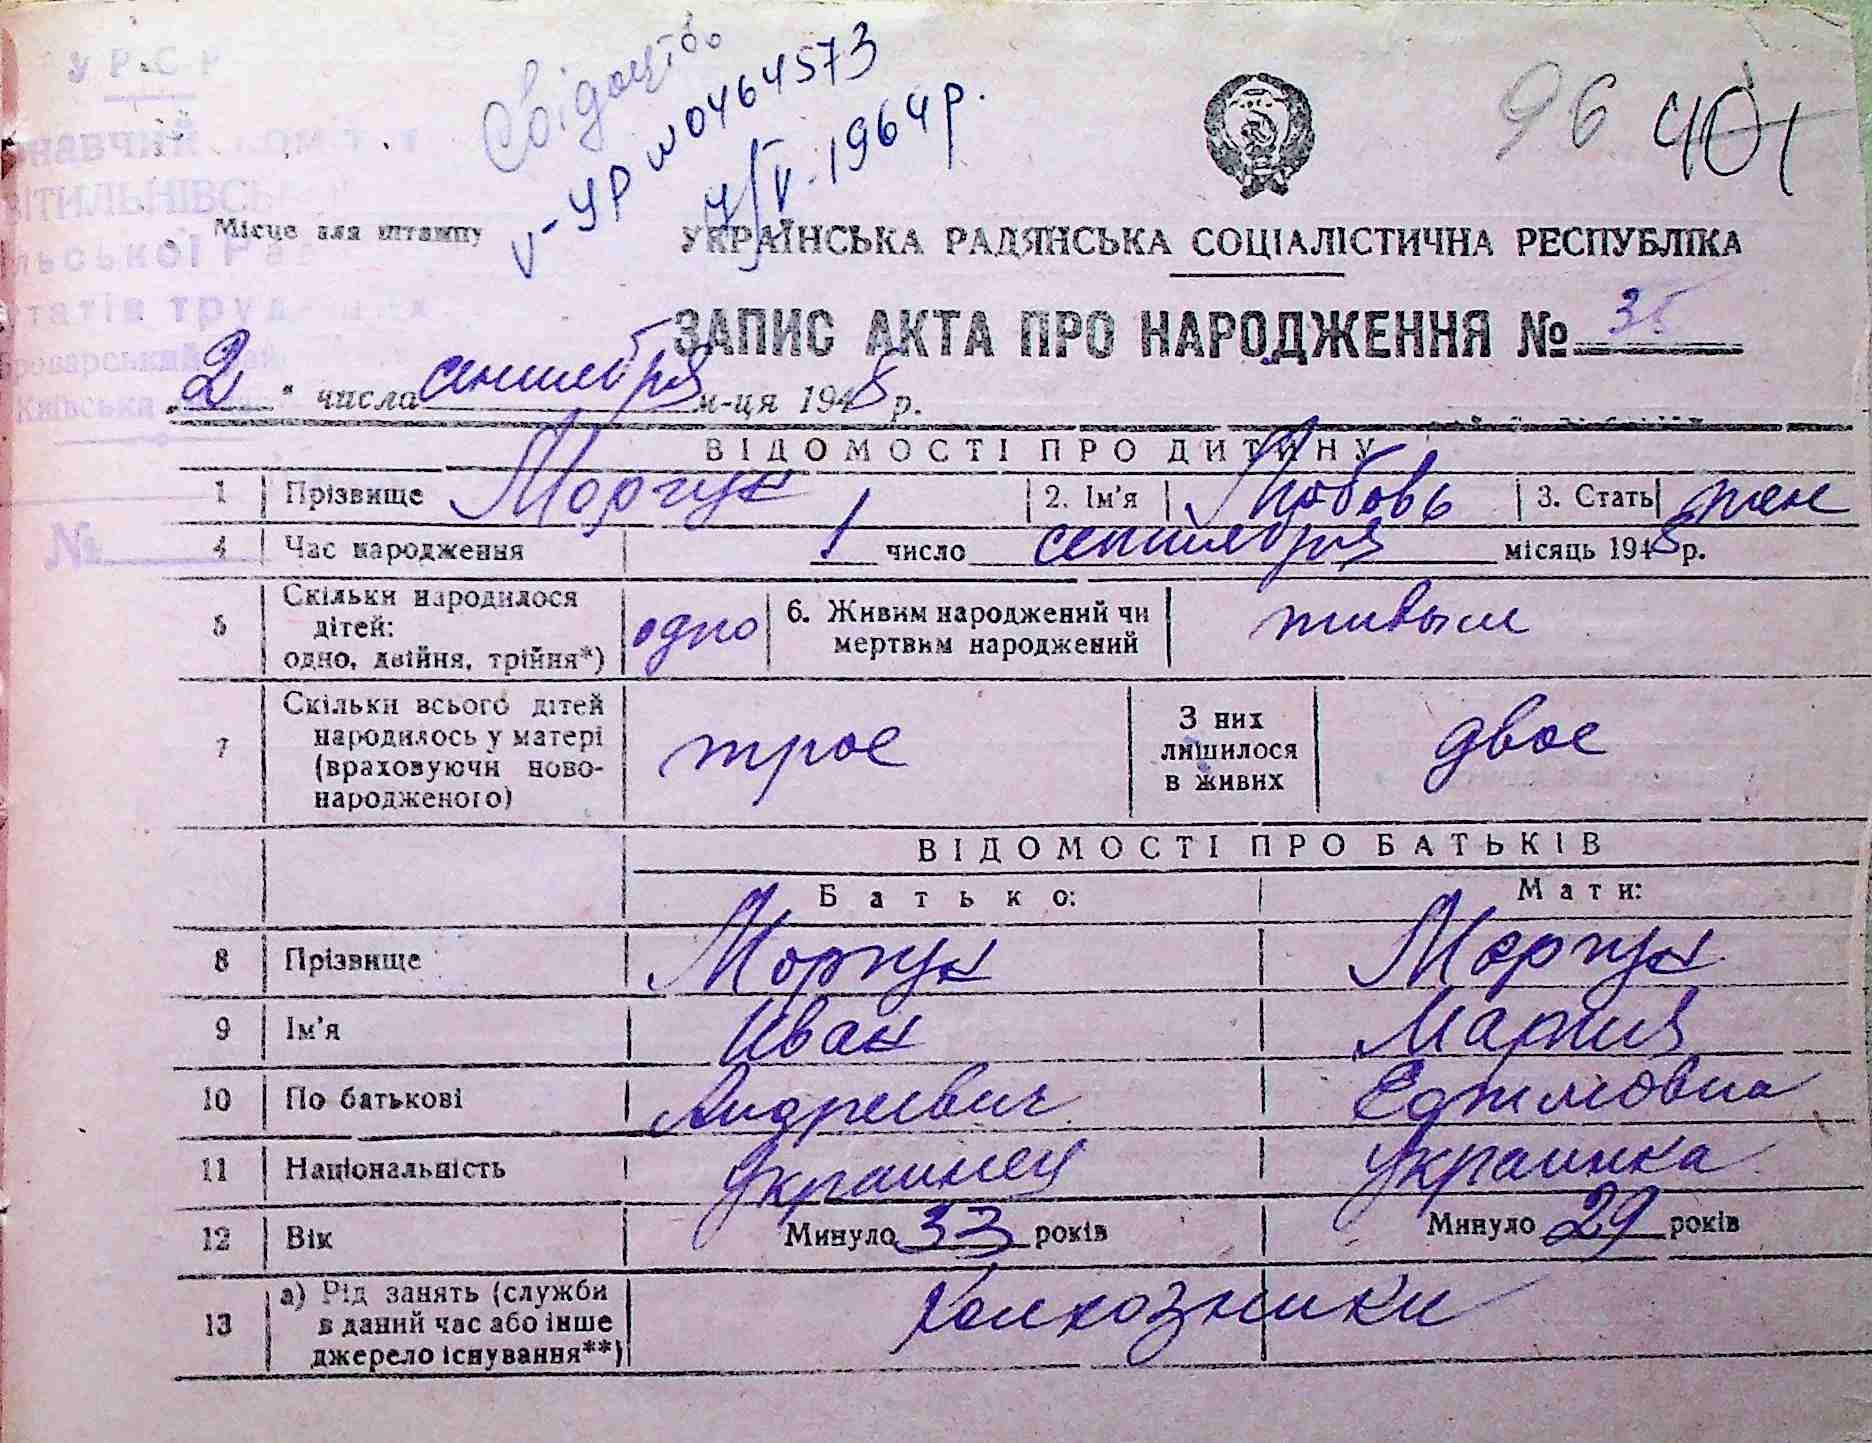 УРСР
Свідоцтво
V-УР №0464573
7/V-1964р.
96 401
Місце для штампу
УКРАЇНСЬКА РАДЯНСЬКА СОЦІАЛІСТИЧНА РЕСПУБЛІКА
ЗАПИС АКТА ПРО НАРОДЖЕННЯ № 35
„2" числа сентября м-ця 1948 р.
ВІДОМОСТІ ПРО ДИТИНУ
1 Прізвище Моргун 2. Ім'я Любовь 3. Стать жен
№
4 Час народження 1 число сентября місяць 1948 р.
5 Скільки народилося дітей: одно, двійня, трійня*) одно 6. Живим народжений чи мертвим народжений живым
7 Скільки всього дітей народилось у матері (враховуючи новонародженого) трое З них лишилося в живих двое
ВІДОМОСТІ ПРО БАТЬКІВ
Батько: Мати:
8 Прізвище Моргун Моргун
9 Ім'я Иван Мария
10 По батькові Андреевич
11 Національність Украинец Украинка
12 Вік Минуло 33 років Минуло 29 років
13 а) Рід занять (служби в даний час або інше джерело існування**) Колхозники